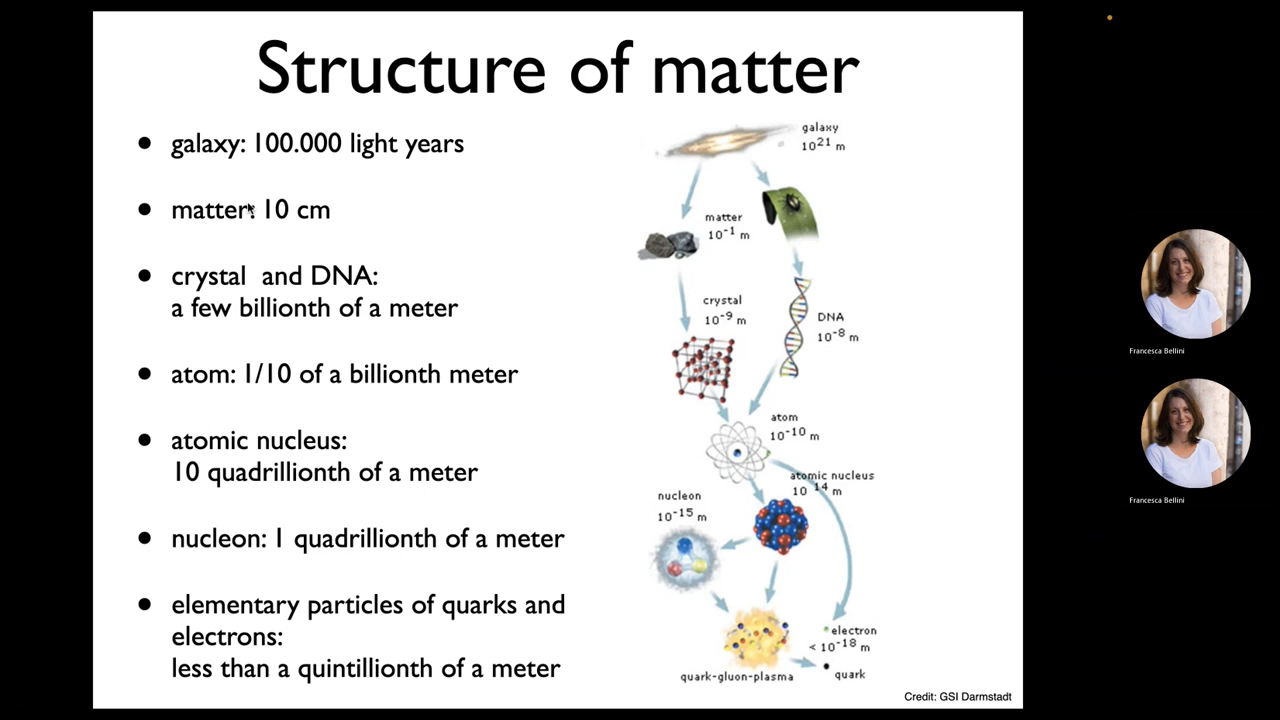 Structure of matter
• galaxy: 100.000 light years
• matter: 10 cm
• crystal and DNA:
a few billionth of a meter
• atom: 1/10 of a billionth meter
• atomic nucleus:
10 quadrillionth of a meter
• nucleon: 1 quadrillionth of a meter
• elementary particles of quarks and
electrons:
less than a quintillionth of a meter
galaxy
10²¹ m
matter
10⁻¹ m
crystal
10⁻⁹ m
DNA
10⁻⁸ m
atom
10⁻¹⁰ m
atomic nucleus
10⁻¹⁴ m
nucleon
10⁻¹⁵ m
electron
< 10⁻¹⁸ m
quark-gluon-plasma
quark
Credit: GSI Darmstadt
Francesca Bellini
Francesca Bellini